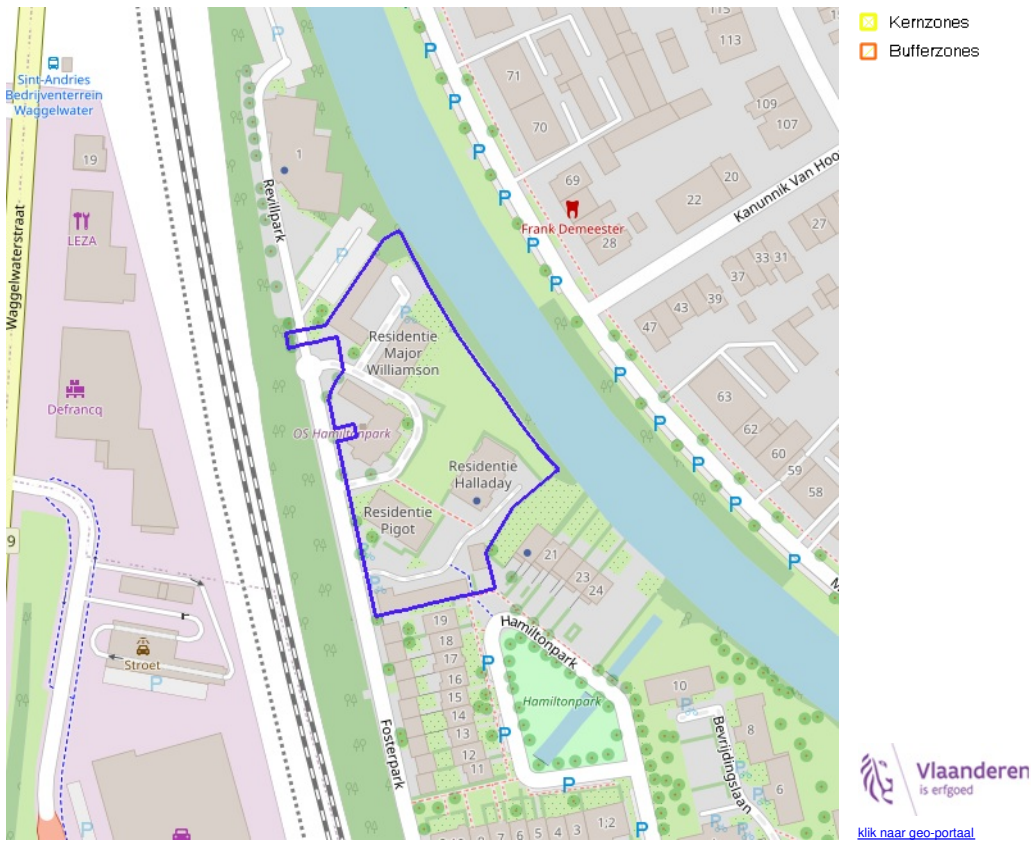 Kernzones
Bufferzones
P
P
115
113
71
Sint-Andries
Bedrijventerrein
Waggelwater
P
109
107
70
19
1
P
69
20
22
Kanunnik Van Hoo
Revillpark
P
LEZA
Frank Demeester
27
28
P
P
33 31
37
P
39
43
47
Waggelwaterstraat
Residentie
Major
Williamson
P
Defrancq
63
62
P
OS Hamiltonpark
60
59
58
P
Residentie
Halladay
P
Residentie
Pigot
9
21
P
23
24
19
Hamiltonpark
18
17
P
16
15
14
13
12
11
Stroet
P
10
Hamiltonpark
P
8
Bevrijdingslaan
Fosterpark
6
P
P
7 6 5 4 3
1;2
P
Vlaanderen
is erfgoed
klik naar geo-portaal